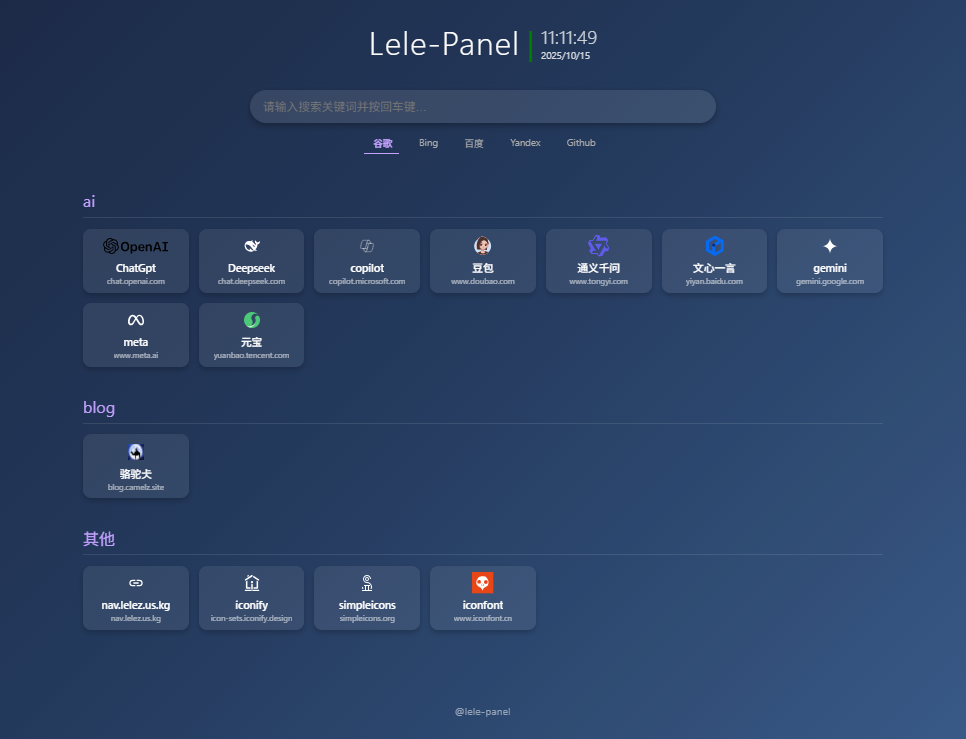 Lele-Panel
11:11:49
2025/10/15
请输入搜索关键词并按回车键...
谷歌 Bing 百度 Yandex Github
ai
OpenAI
ChatGpt
chat.openai.com
Deepseek
chat.deepseek.com
copilot
copilot.microsoft.com
豆包
www.doubao.com
通义千问
www.tongyi.com
文心一言
yiyan.baidu.com
gemini
gemini.google.com
meta
www.meta.ai
元宝
yuanbao.tencent.com
blog
骆驼犬
blog.camelz.site
其他
nav.lelez.us.kg
nav.lelez.us.kg
iconify
icon-sets.iconify.design
simpleicons
simpleicons.org
iconfont
www.iconfont.cn
@lele-panel